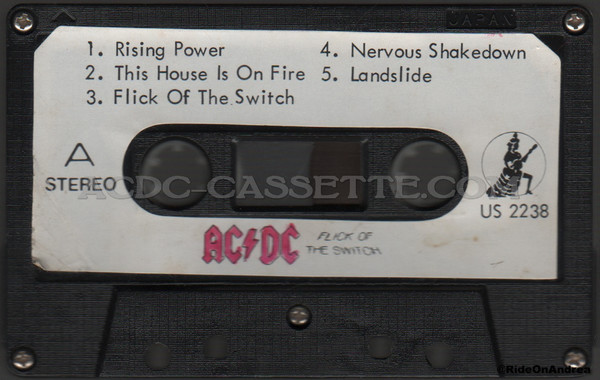 JAPAN
1. Rising Power
2. This House Is On Fire
3. Flick Of The Switch
4. Nervous Shakedown
5. Landslide
A
STEREO
ACDC-CASSETTE.COM
US 2238
AC⚡DC
FLICK OF
THE SWITCH
©RideOnAndrea